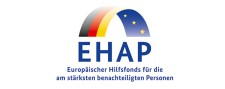 EHAP
Europäischer Hilfsfonds für die
am stärksten benachteiligten Personen